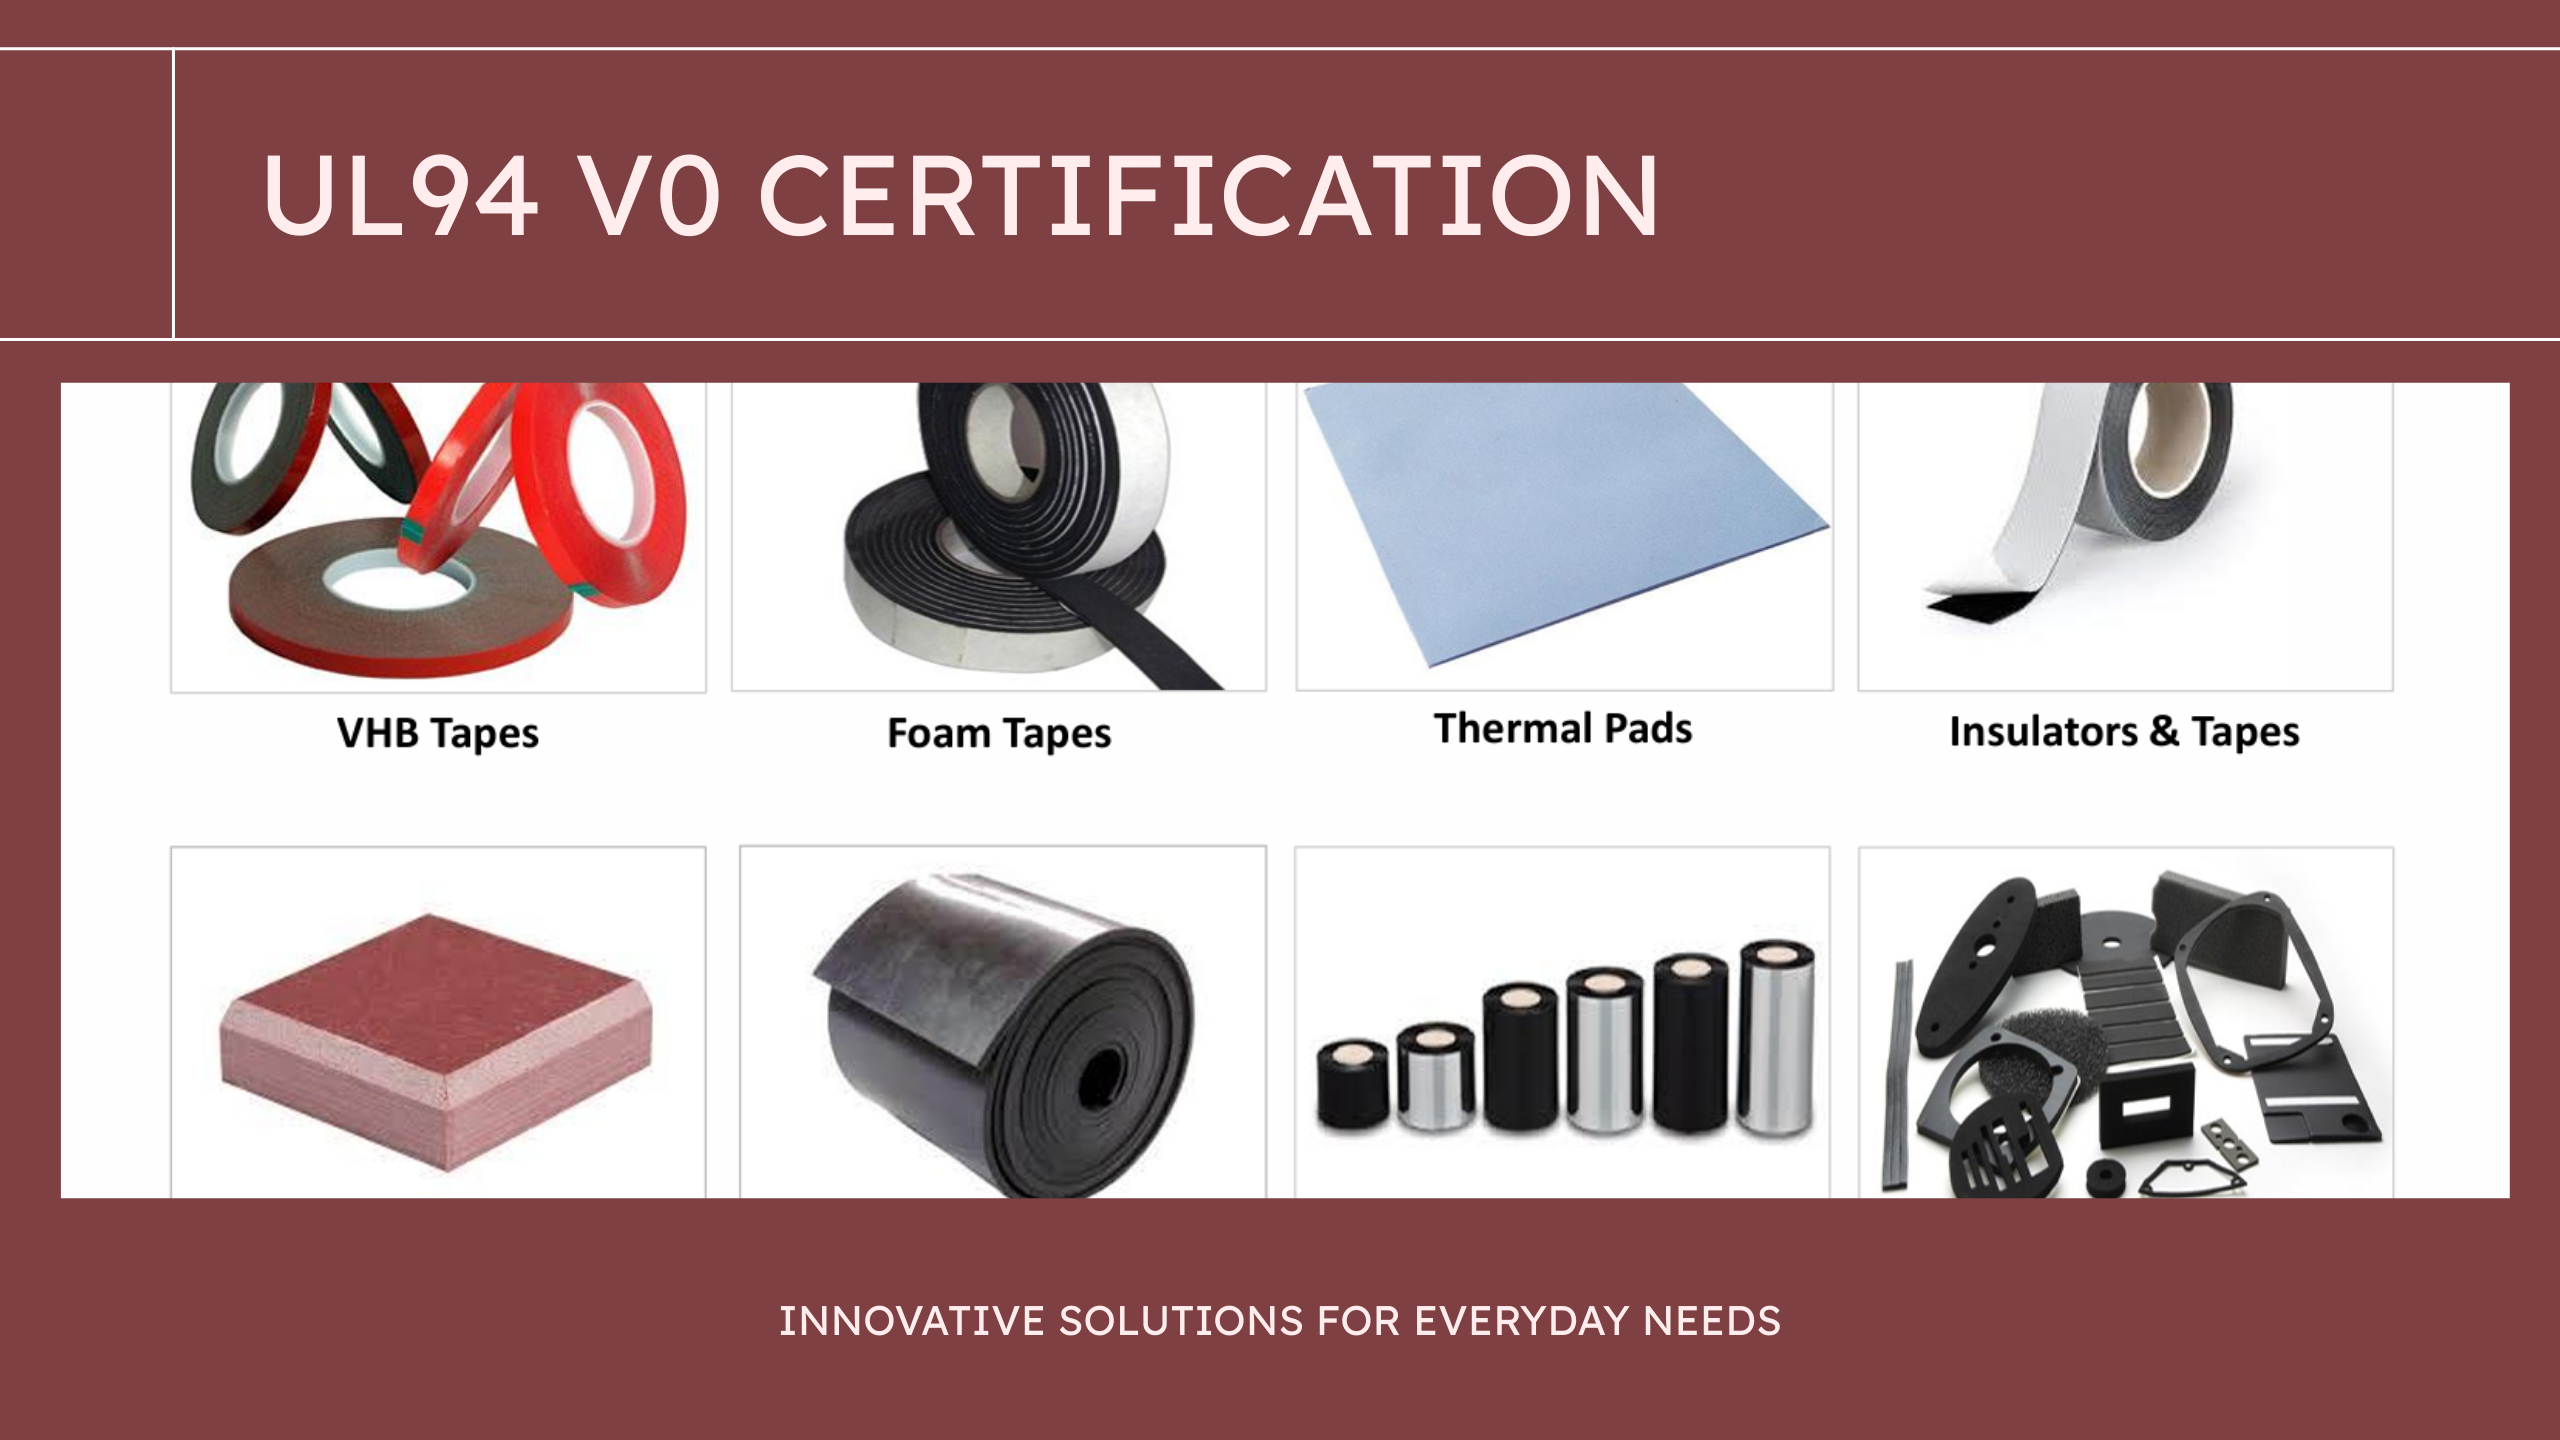 UL94 V0 CERTIFICATION
VHB Tapes
Foam Tapes
Thermal Pads
Insulators & Tapes
INNOVATIVE SOLUTIONS FOR EVERYDAY NEEDS